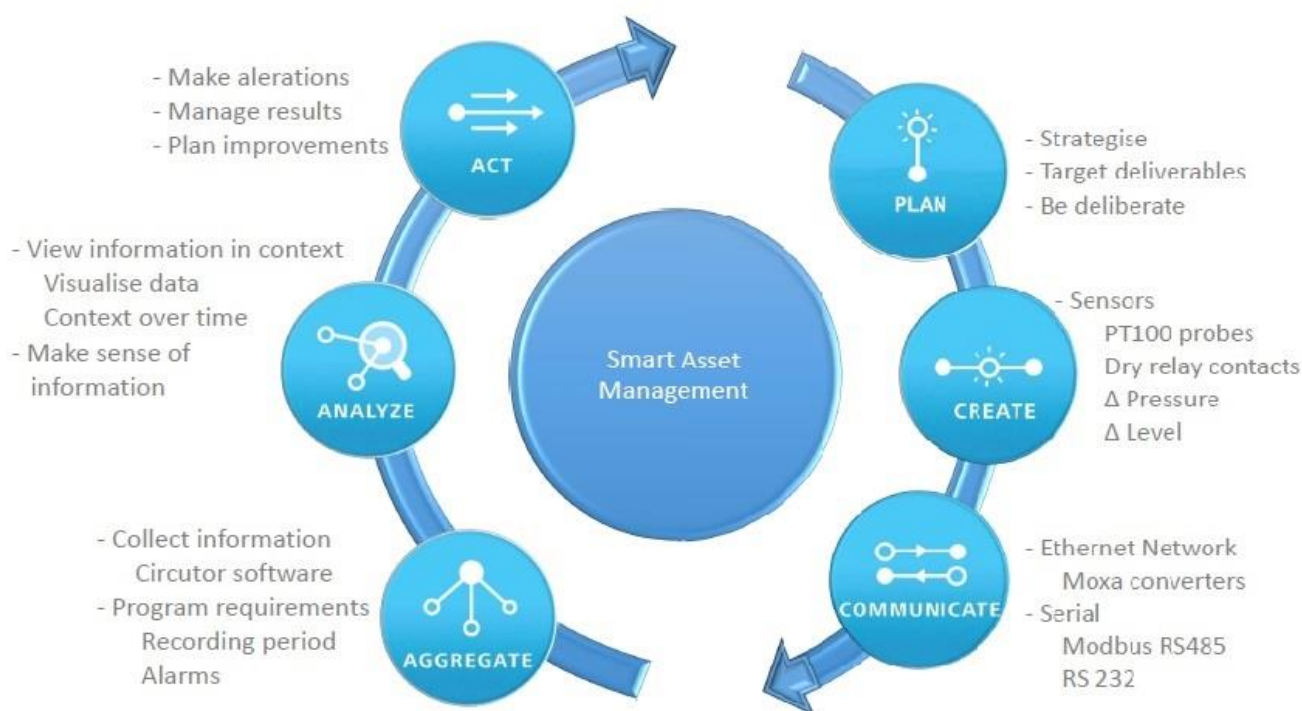 - Make alerations
- Manage results
- Plan improvements
ACT
PLAN
- Strategise
- Target deliverables
- Be deliberate
- View information in context
Visualise data
Context over time
- Make sense of
information
ANALYZE
Smart Asset
Management
CREATE
- Sensors
PT100 probes
Dry relay contacts
Δ Pressure
Δ Level
- Collect information
Circutor software
- Program requirements
Recording period
Alarms
AGGREGATE
COMMUNICATE
- Ethernet Network
Moxa converters
- Serial
Modbus RS485
RS 232